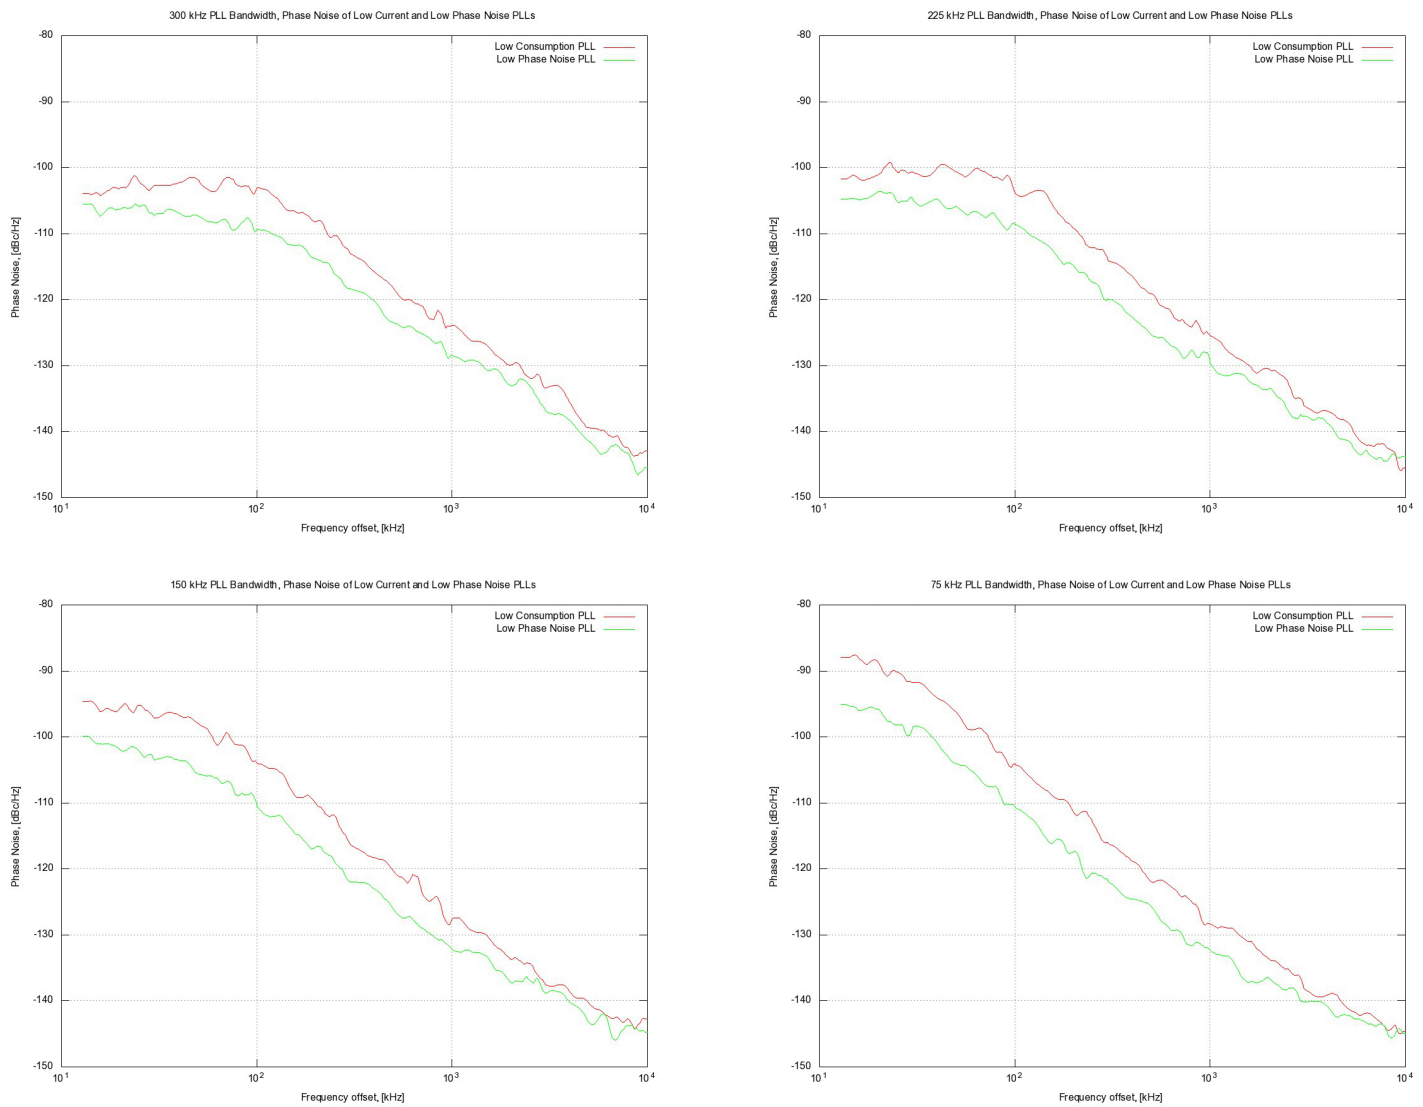 300 kHz PLL Bandwidth, Phase Noise of Low Current and Low Phase Noise PLLs
-80
-90
-100
-110
-120
-130
-140
-150
Phase Noise, [dBc/Hz]
Low Consumption PLL
Low Phase Noise PLL
10^1 10^2 10^3 10^4
Frequency offset, [kHz]
225 kHz PLL Bandwidth, Phase Noise of Low Current and Low Phase Noise PLLs
-80
-90
-100
-110
-120
-130
-140
-150
Phase Noise, [dBc/Hz]
Low Consumption PLL
Low Phase Noise PLL
10^1 10^2 10^3 10^4
Frequency offset, [kHz]
150 kHz PLL Bandwidth, Phase Noise of Low Current and Low Phase Noise PLLs
-80
-90
-100
-110
-120
-130
-140
-150
Phase Noise, [dBc/Hz]
Low Consumption PLL
Low Phase Noise PLL
10^1 10^2 10^3 10^4
Frequency offset, [kHz]
75 kHz PLL Bandwidth, Phase Noise of Low Current and Low Phase Noise PLLs
-80
-90
-100
-110
-120
-130
-140
-150
Phase Noise, [dBc/Hz]
Low Consumption PLL
Low Phase Noise PLL
10^1 10^2 10^3 10^4
Frequency offset, [kHz]